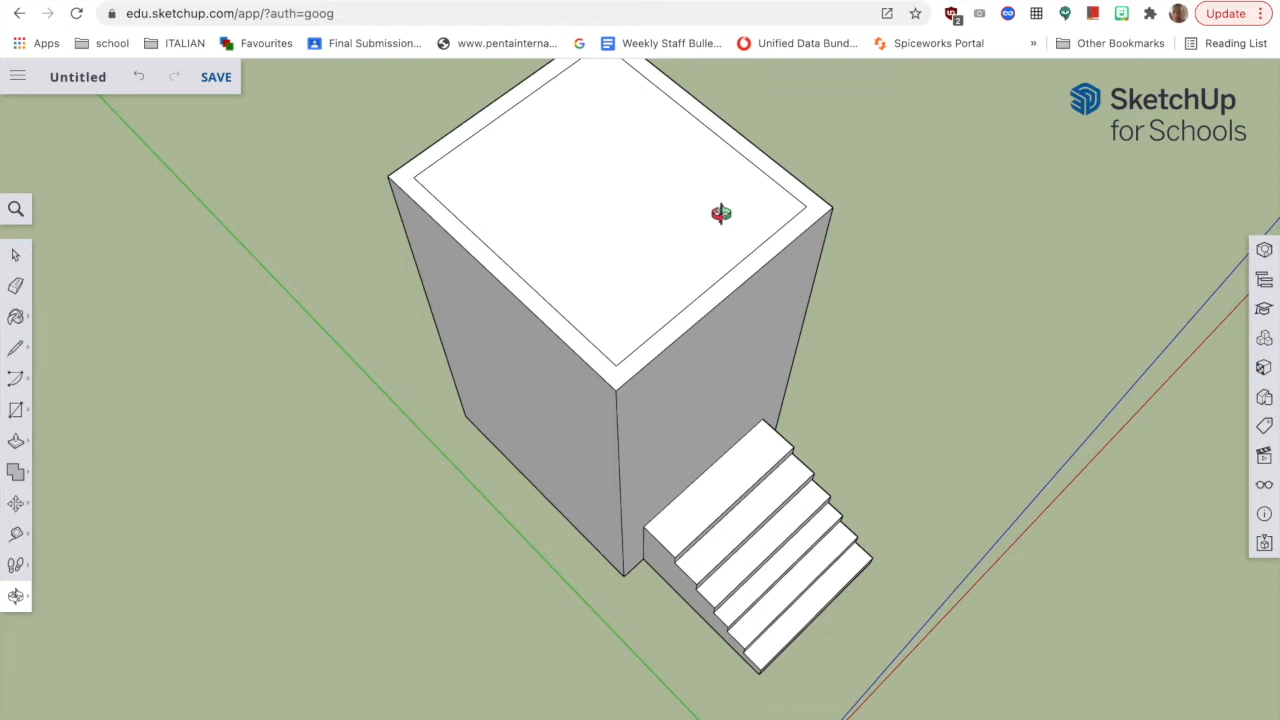 edu.sketchup.com/app/?auth=goog
Update
2
Apps
school
ITALIAN
Favourites
Final Submission...
www.pentainterna...
Weekly Staff Bulle...
Unified Data Bund...
Spiceworks Portal
»
Other Bookmarks
Reading List
Untitled
SAVE
SketchUp
for Schools